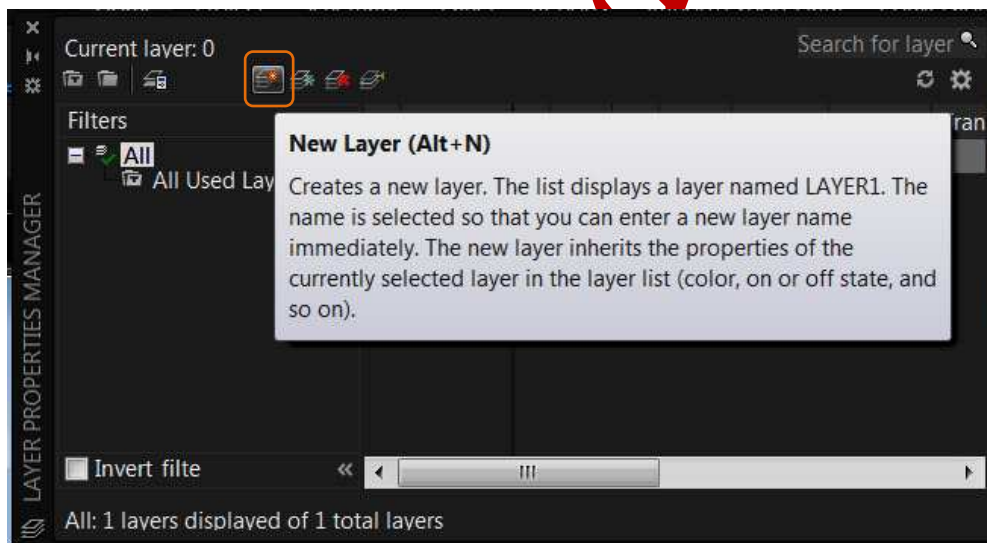 Current layer: 0
Search for layer
Filters
Tran
All
All Used Lay
New Layer (Alt+N)
Creates a new layer. The list displays a layer named LAYER1. The
name is selected so that you can enter a new layer name
immediately. The new layer inherits the properties of the
currently selected layer in the layer list (color, on or off state, and
so on).
LAYER PROPERTIES MANAGER
Invert filte
All: 1 layers displayed of 1 total layers